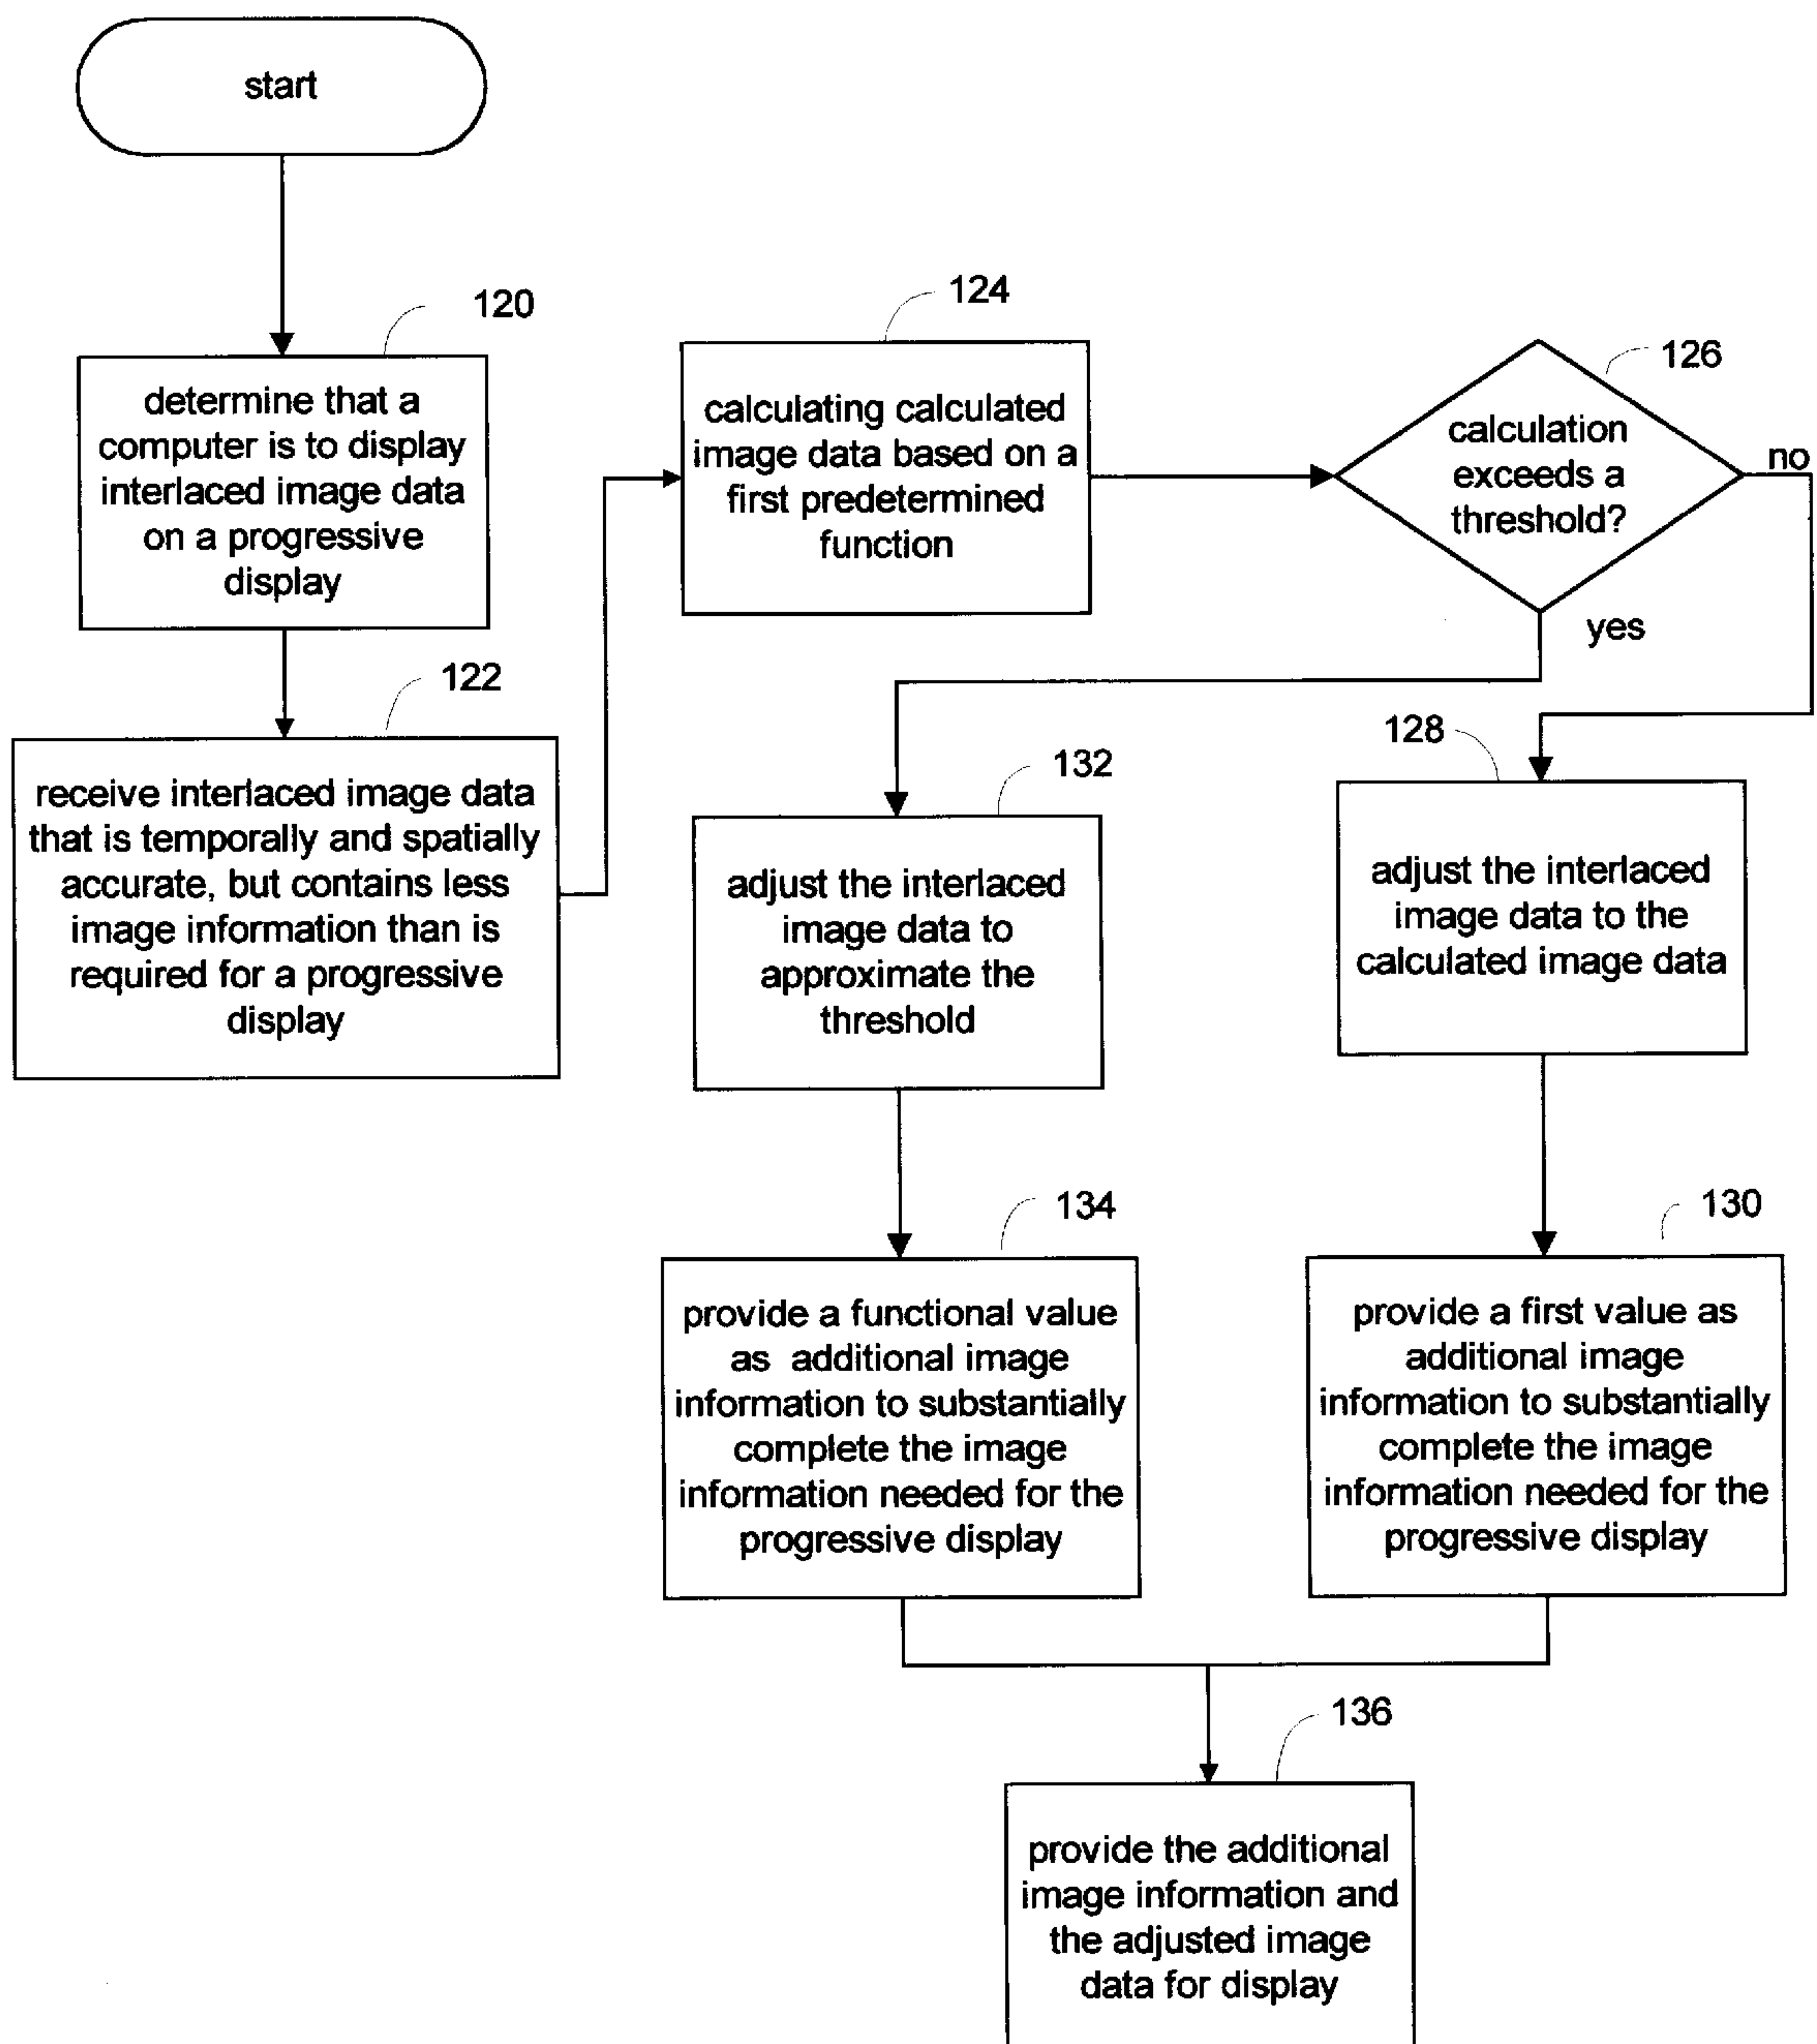 start
120
determine that a
computer is to display
interlaced image data
on a progressive
display
122
receive interlaced image data
that is temporally and spatially
accurate, but contains less
image information than is
required for a progressive
display
124
calculating calculated
image data based on a
first predetermined
function
126
calculation
exceeds a
threshold?
no
yes
132
adjust the interlaced
image data to
approximate the
threshold
128
adjust the interlaced
image data to the
calculated image data
134
provide a functional value
as additional image
information to substantially
complete the image
information needed for the
progressive display
130
provide a first value as
additional image
information to substantially
complete the image
information needed for the
progressive display
136
provide the additional
image information and
the adjusted image
data for display